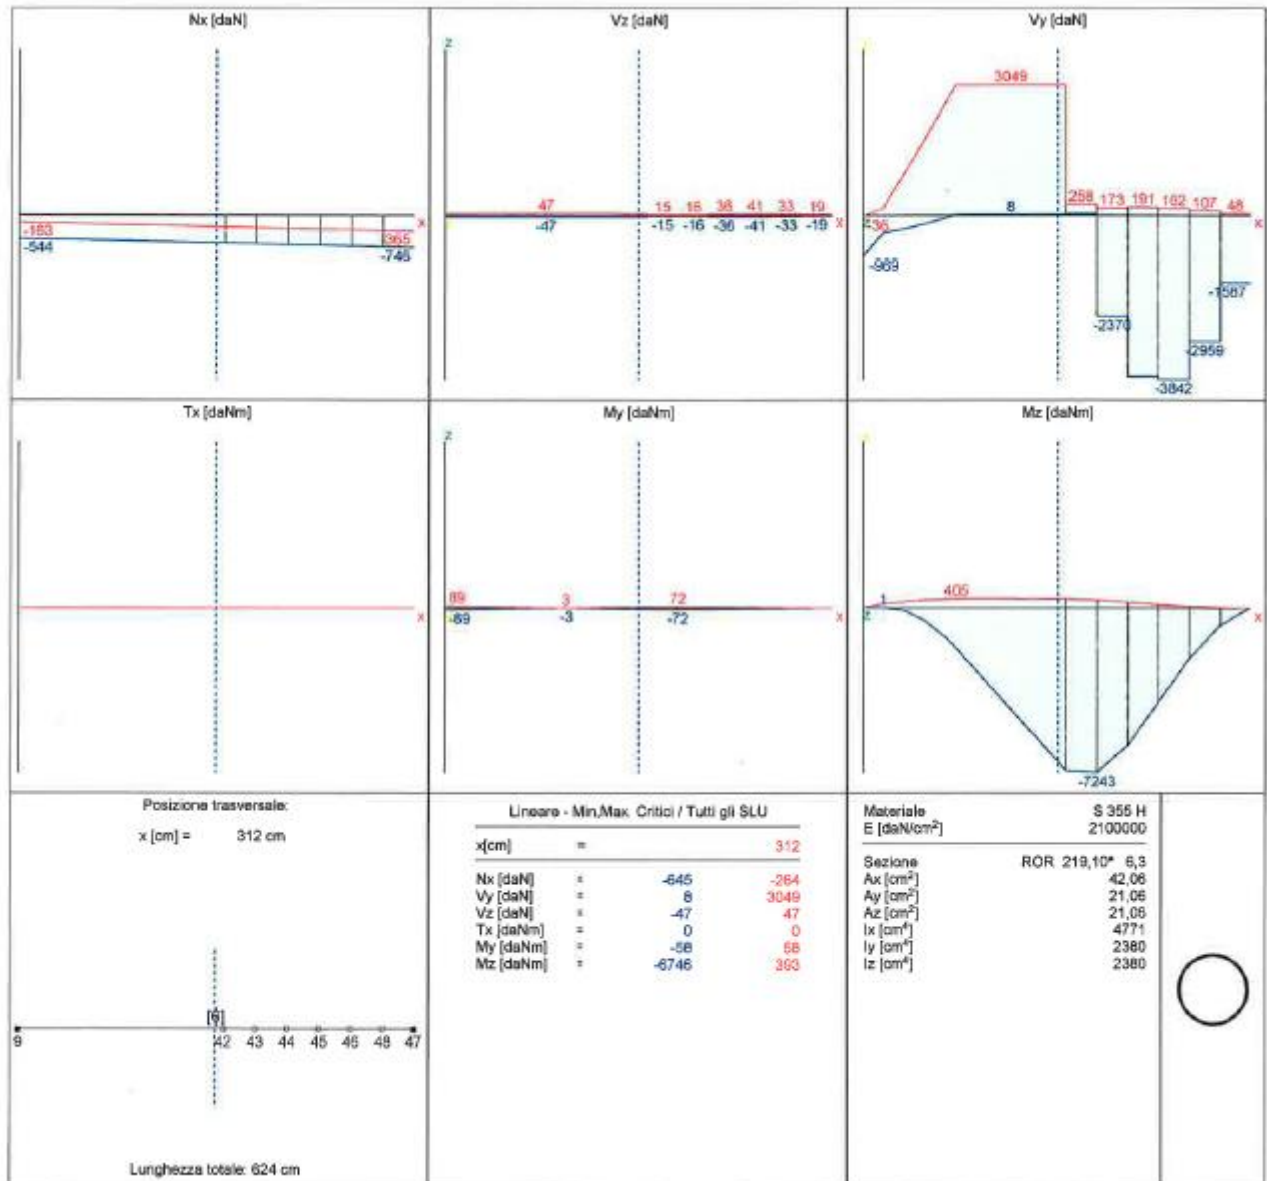 Nx [daN]
x
-163
-544
-365
-746
Vz [daN]
z
47
15 16 36 41 33 19
x
-47
-15 -16 -36 -41 -33 -19
Vy [daN]
3049
258 173 191 162 107 48
8
x
-36
-969
-1587
-2370
-2959
-3842
Tx [daNm]
x
My [daNm]
z
89 3 72
x
-89 -3 -72
Mz [daNm]
405
1
x
z
-7243
Posizione trasversale:
x [cm] = 312 cm
[6]
9 42 43 44 45 46 48 47
Lunghezza totale: 624 cm
Lineare - Min,Max Critici / Tutti gli SLU
x[cm] = 312
Nx [daN] = -645 -264
Vy [daN] = 8 3049
Vz [daN] = -47 47
Tx [daNm] = 0 0
My [daNm] = -58 58
Mz [daNm] = -6746 393
Materiale S 355 H
E [daN/cm²] 2100000
Sezione ROR 219,10* 6,3
Ax [cm²] 42,06
Ay [cm²] 21,06
Az [cm²] 21,06
Ix [cm⁴] 4771
Iy [cm⁴] 2380
Iz [cm⁴] 2380